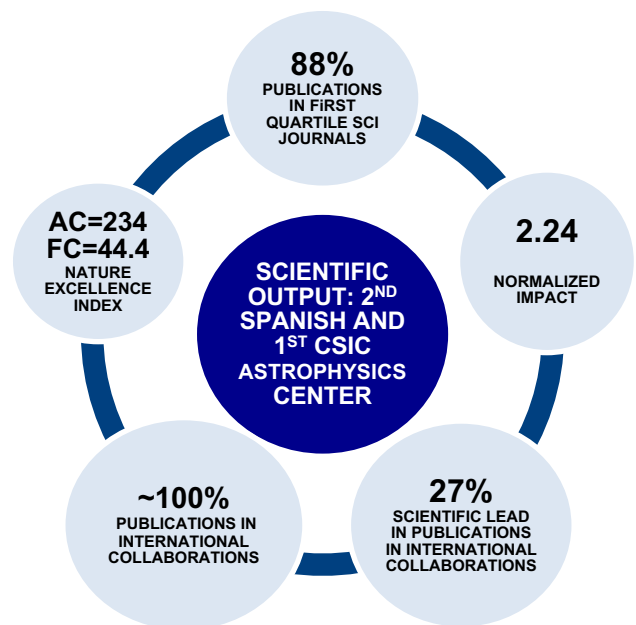 88%
PUBLICATIONS
IN FiRST
QUARTILE SCI
JOURNALS
AC=234
FC=44.4
NATURE
EXCELLENCE
INDEX
2.24
NORMALIZED
IMPACT
SCIENTIFIC
OUTPUT: 2ND
SPANISH AND
1ST CSIC
ASTROPHYSICS
CENTER
~100%
PUBLICATIONS IN
INTERNATIONAL
COLLABORATIONS
27%
SCIENTIFIC LEAD
IN PUBLICATIONS
IN INTERNATIONAL
COLLABORATIONS